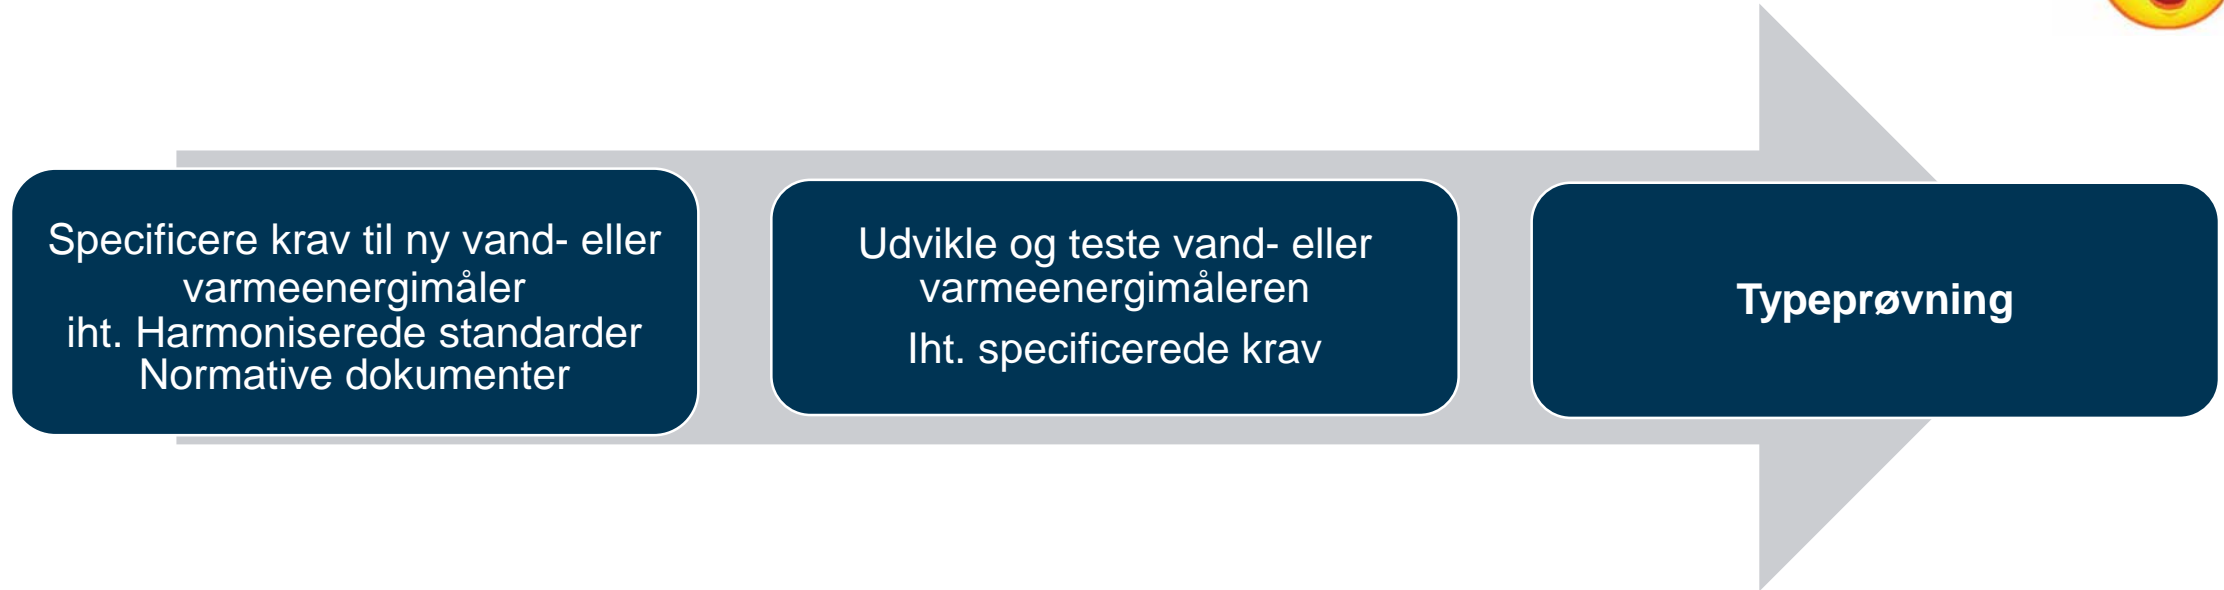 Specificere krav til ny vand- eller
varmeenergimåler
iht. Harmoniserede standarder
Normative dokumenter
Udvikle og teste vand- eller
varmeenergimåleren
Iht. specificerede krav
Typeprøvning